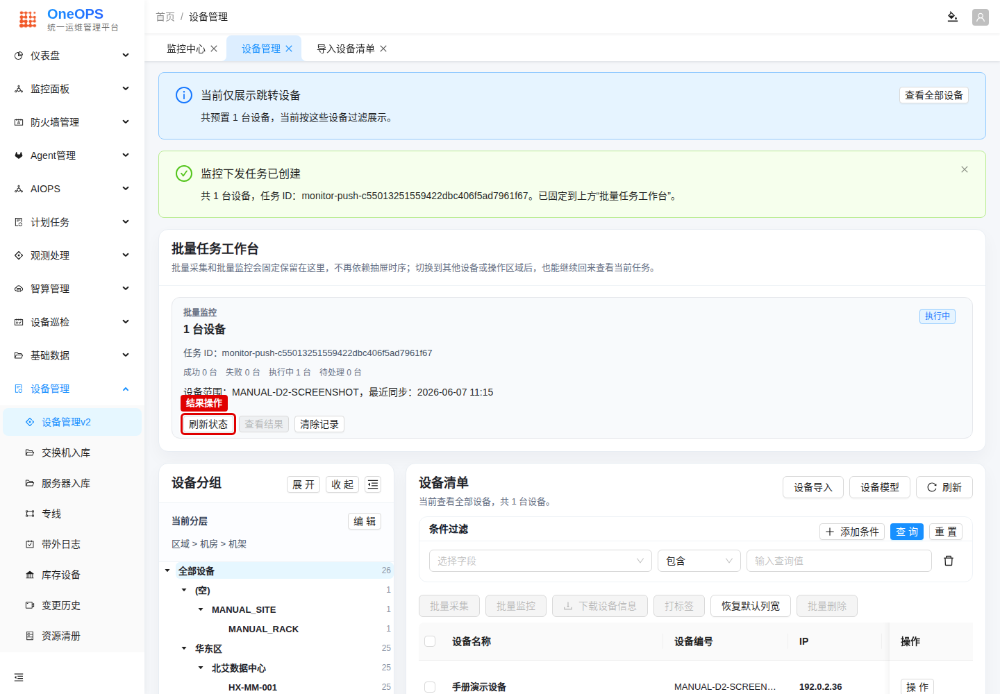 OneOPS
统一运维管理平台
首页 / 设备管理
监控中心
设备管理
导入设备清单
仪表盘
监控面板
防火墙管理
Agent管理
AIOPS
计划任务
观测处理
智算管理
设备巡检
基础数据
设备管理
设备管理v2
交换机入库
服务器入库
专线
带外日志
库存设备
变更历史
资源清册
当前仅展示跳转设备
查看全部设备
共预置 1 台设备，当前按这些设备过滤展示。
监控下发任务已创建
共 1 台设备，任务 ID：monitor-push-c55013251559422dbc406f5ad7961f67。已固定到上方“批量任务工作台”。
批量任务工作台
批量采集和批量监控会固定保留在这里，不再依赖抽屉时序；切换到其他设备或操作区域后，也能继续回来查看当前任务。
批量监控
执行中
1 台设备
任务 ID：monitor-push-c55013251559422dbc406f5ad7961f67
成功 0 台 失败 0 台 执行中 1 台 待处理 0 台
设备范围：MANUAL-D2-SCREENSHOT，最近同步：2026-06-07 11:15
结果操作
刷新状态 查看结果 清除记录
设备分组
展 开 收 起
当前分层
编 辑
区域 > 机房 > 机架
全部设备 26
(空) 1
MANUAL_SITE 1
MANUAL_RACK 1
华东区 25
北艾数据中心 25
HX-MM-001 25
设备清单
当前查看全部设备，共 1 台设备。
设备导入 设备模型 刷新
条件过滤
添加条件 查 询 重 置
选择字段 包含 输入查询值
批量采集 批量监控 下载设备信息 打标签 恢复默认列宽 批量删除
设备名称 设备编号 IP 操作
手册演示设备 MANUAL-D2-SCREEN… 192.0.2.36 操 作